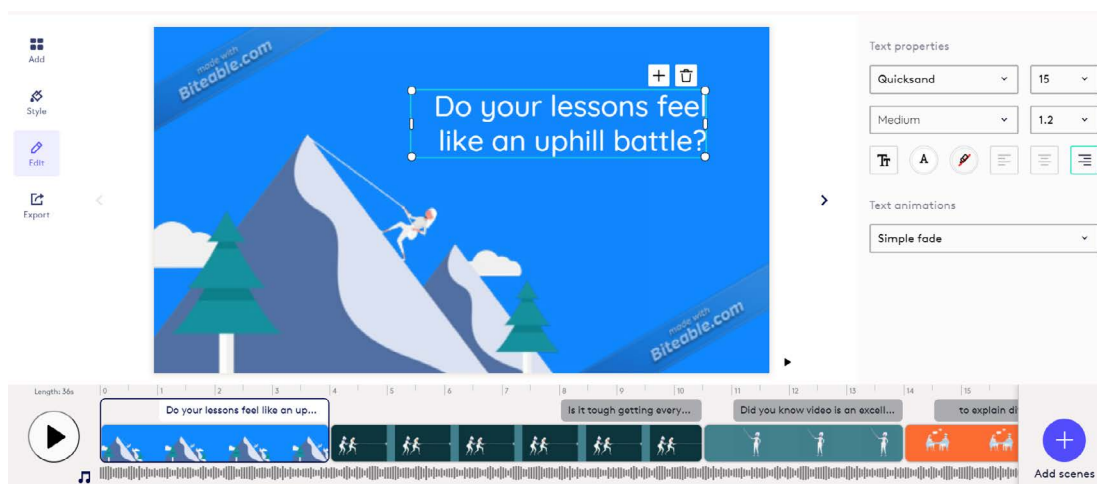 Add
Style
Edit
Export
made with
Biteable.com
Do your lessons feel
like an uphill battle?
made with
Biteable.com
Text properties
Quicksand
15
Medium
1.2
Tt
A
Text animations
Simple fade
Length: 36s
0 1 2 3 4 5 6 7 8 9 10 11 12 13 14 15
Do your lessons feel like an up...
Is it tough getting every...
Did you know video is an excell...
to explain di
Add scenes